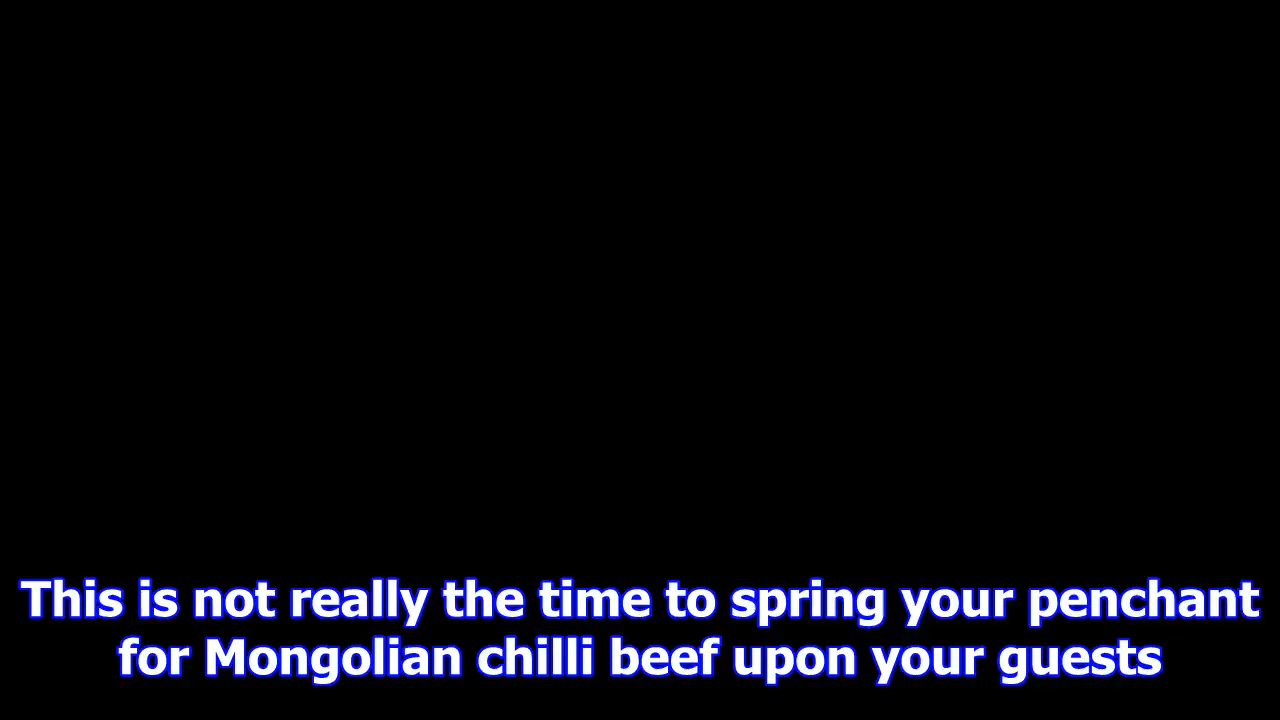 This is not really the time to spring your penchant
for Mongolian chilli beef upon your guests